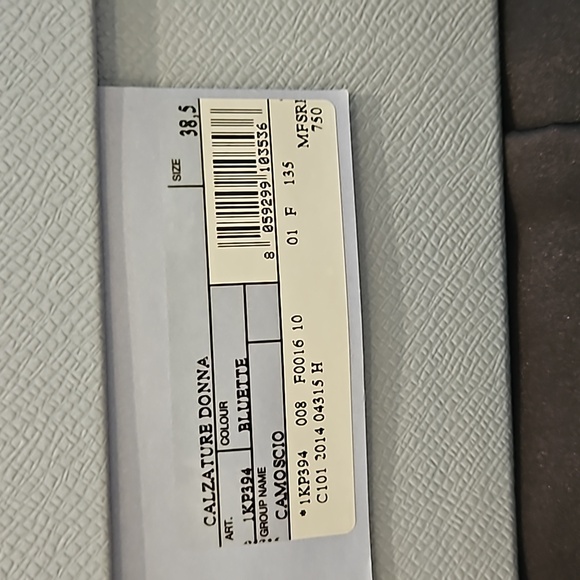 CALZATURE DONNA
SIZE 38,5
ART. COLOUR
1KP394 BLUETTE
GROUP NAME
CAMOSCIO
8 059299 103536
*1KP394 008 F0016 10 01 F 135 MFSR
C101 2014 04315 H 750